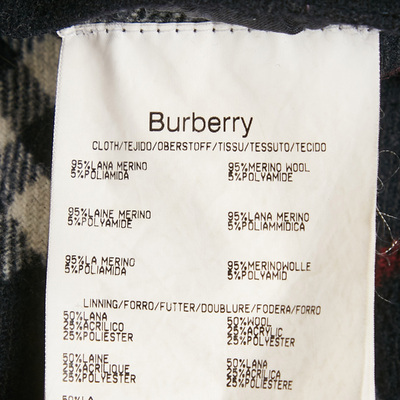 Burberry
CLOTH/TEJIDO/OBERSTOFF/TISSU/TESSUTO/TECIDO
95%LANA MERINO
5%POLIAMIDA
95%MERINO WOOL
5%POLYAMIDE
95%LAINE MERINO
5%POLYAMIDE
95%LANA MERINO
5%POLIAMMIDICA
95%LA MERINO
5%POLIAMIDA
95%MERINOWOLLE
5%POLYAMID
LINNING/FORRO/FUTTER/DOUBLURE/FODERA/FORRO
50%LANA
25%ACRILICO
25%POLIESTER
50%WOOL
25%ACRYLIC
25%POLYESTER
50%LAINE
25%ACRILIQUE
25%POLYESTER
50%LANA
25%ACRILICA
25%POLIESTERE
50%LA